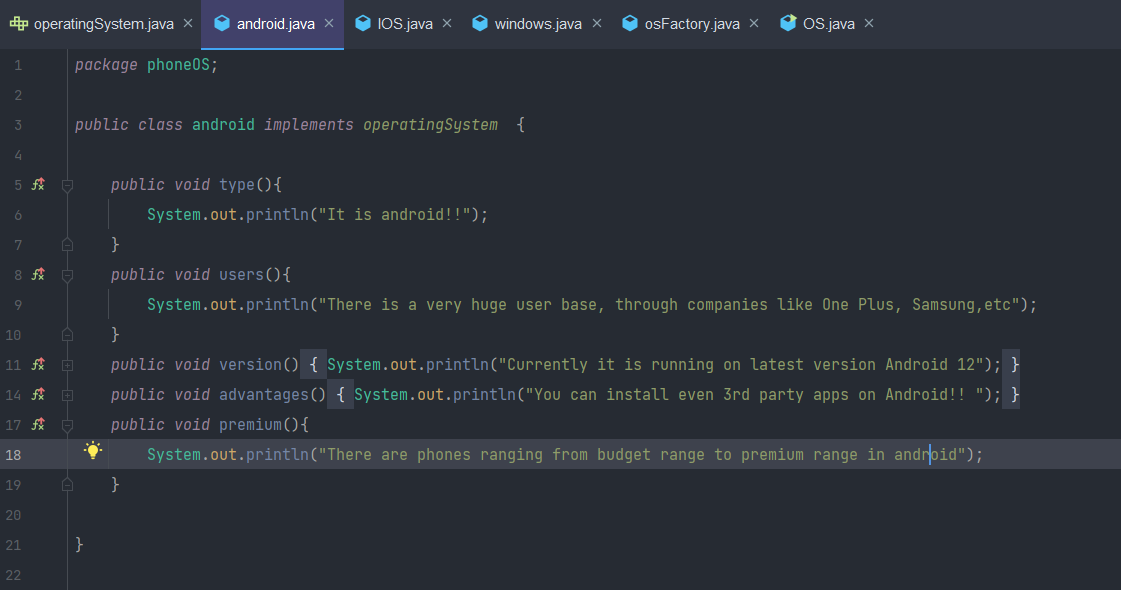 operatingSystem.java × android.java × IOS.java × windows.java × osFactory.java × OS.java ×
1 package phoneOS;
2
3 public class android implements operatingSystem  {
4
5     public void type(){
6         System.out.println("It is android!!");
7     }
8     public void users(){
9         System.out.println("There is a very huge user base, through companies like One Plus, Samsung,etc");
10     }
11     public void version() { System.out.println("Currently it is running on latest version Android 12"); }
14     public void advantages() { System.out.println("You can install even 3rd party apps on Android!! "); }
17     public void premium(){
18         System.out.println("There are phones ranging from budget range to premium range in android");
19     }
20
21 }
22